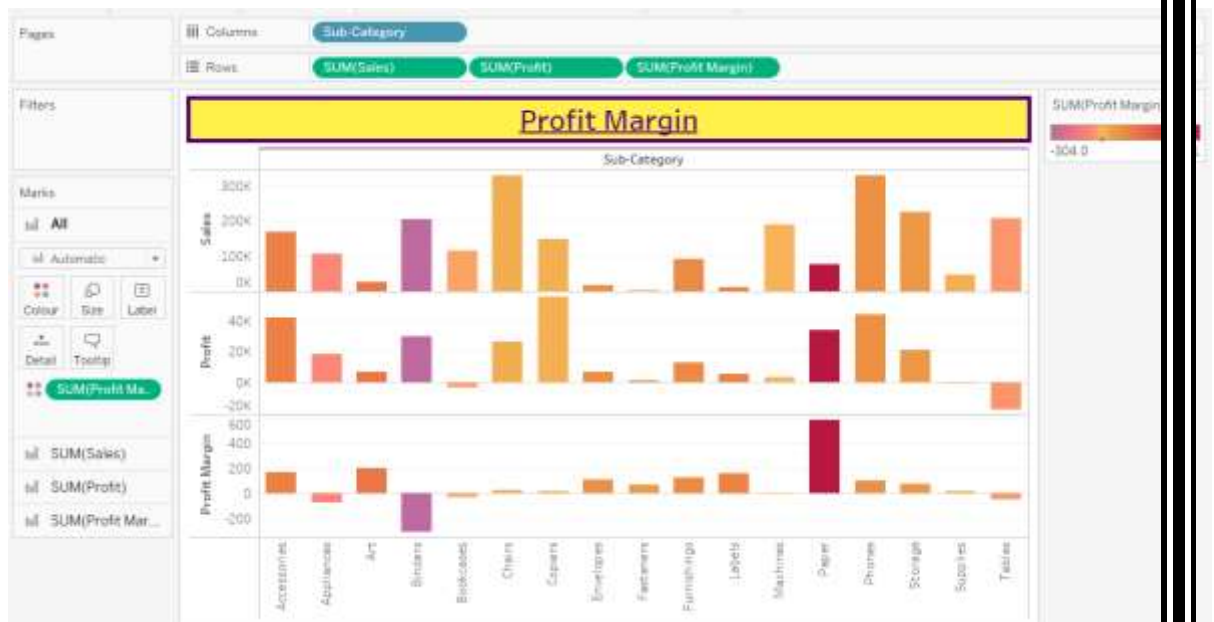 Pages
Columns
Sub-Category
Rows
SUM(Sales)
SUM(Profit)
SUM(Profit Margin)
Filters
Profit Margin
SUM(Profit Margin
-304.0
Sub-Category
Marks
All
Automatic
Colour
Size
Label
Detail
Tooltip
SUM(Profit Ma..
SUM(Sales)
SUM(Profit)
SUM(Profit Mar...
Sales
300K
200K
100K
0K
Profit
40K
20K
0K
-20K
Profit Margin
600
400
200
0
-200
Accessories
Appliances
Art
Binders
Bookcases
Chairs
Copiers
Envelopes
Fasteners
Furnishings
Labels
Machines
Paper
Phones
Storage
Supplies
Tables